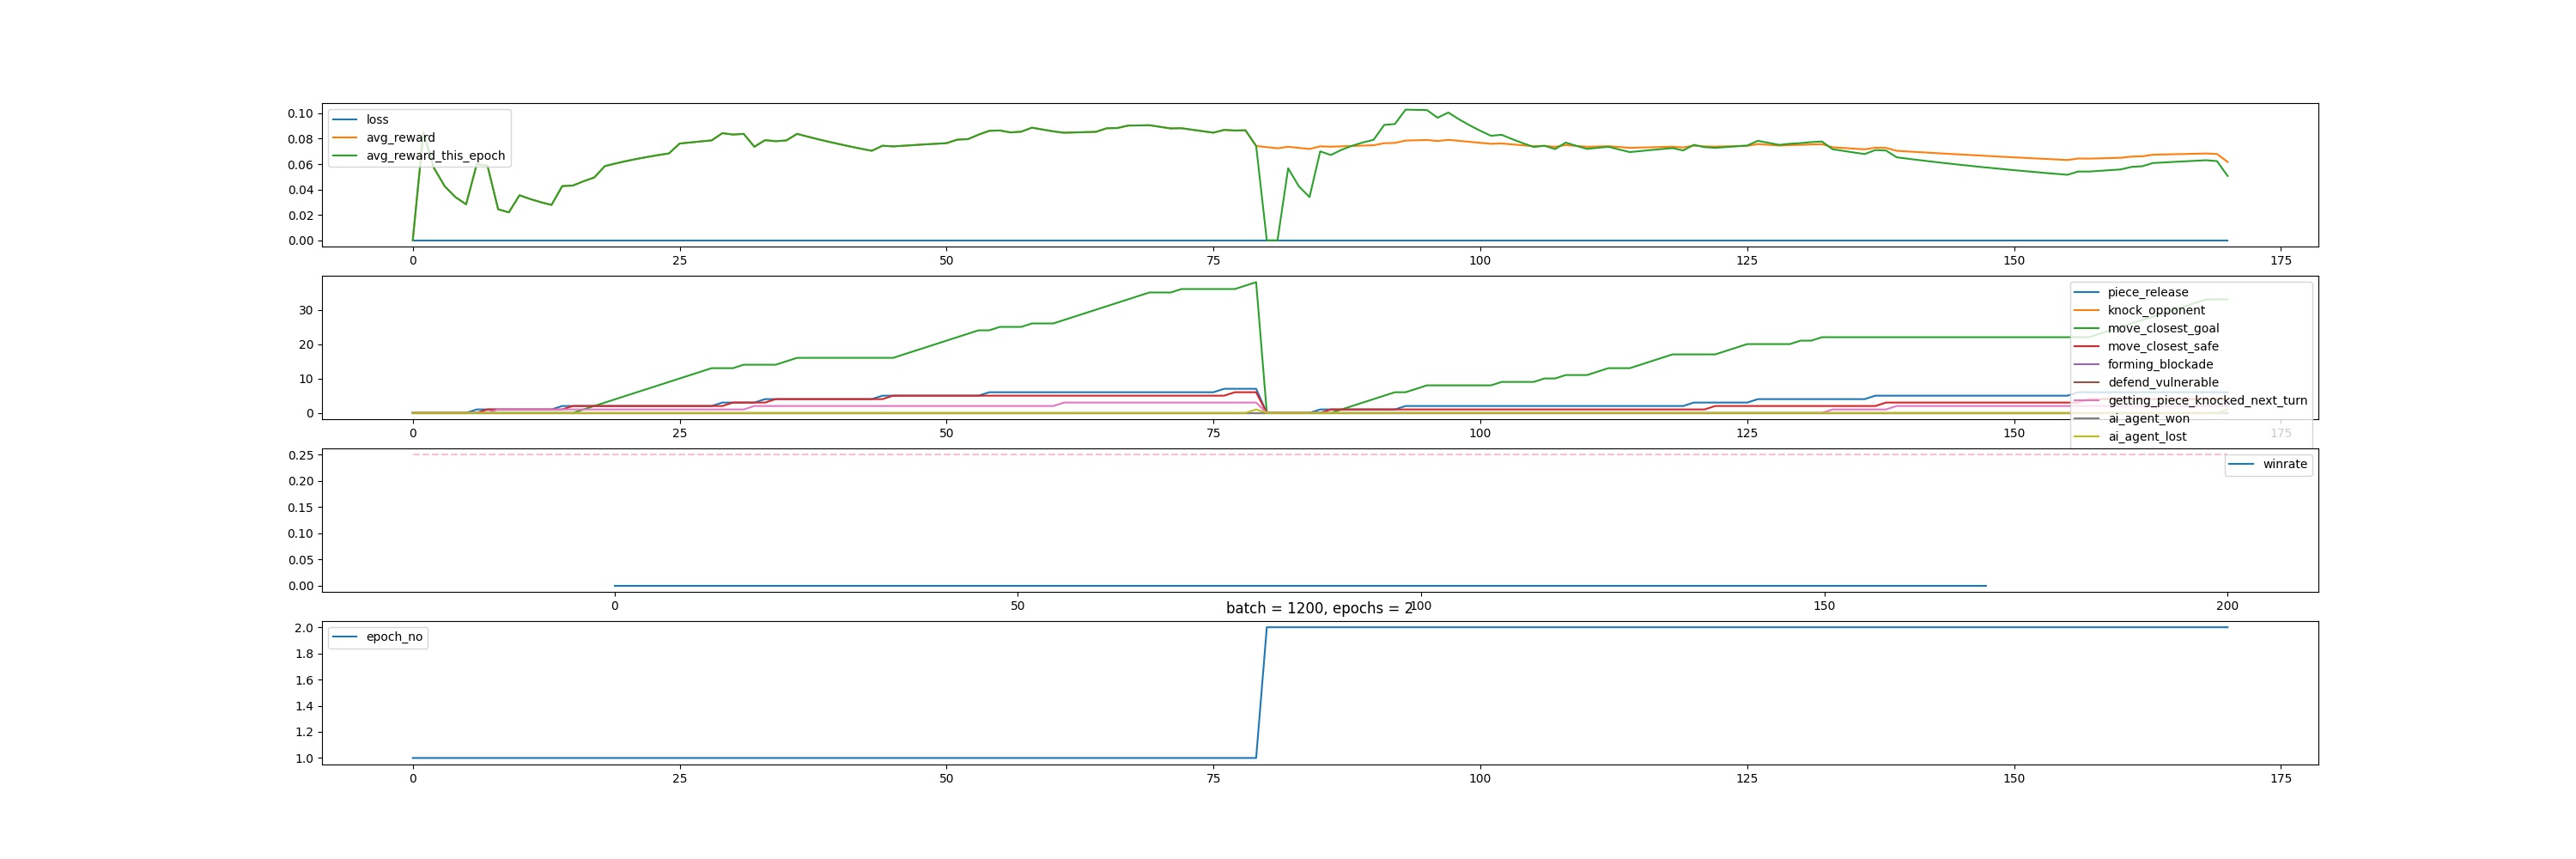 0.10
0.08
0.06
0.04
0.02
0.00
loss
avg_reward
avg_reward_this_epoch
0 25 50 75 100 125 150 175
30
20
10
0
piece_release
knock_opponent
move_closest_goal
move_closest_safe
forming_blockade
defend_vulnerable
getting_piece_knocked_next_turn
ai_agent_won
ai_agent_lost
0 25 50 75 100 125 150 175
0.25
0.20
0.15
0.10
0.05
0.00
winrate
0 50 100 150 200
batch = 1200, epochs = 2
2.0
1.8
1.6
1.4
1.2
1.0
epoch_no
0 25 50 75 100 125 150 175